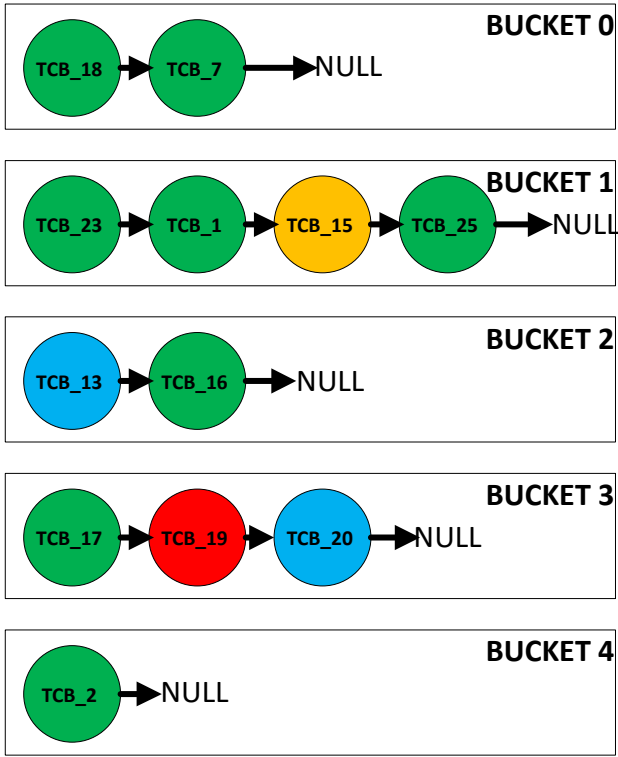 BUCKET 0
TCB_18 TCB_7 NULL
BUCKET 1
TCB_23 TCB_1 TCB_15 TCB_25 NULL
BUCKET 2
TCB_13 TCB_16 NULL
BUCKET 3
TCB_17 TCB_19 TCB_20 NULL
BUCKET 4
TCB_2 NULL